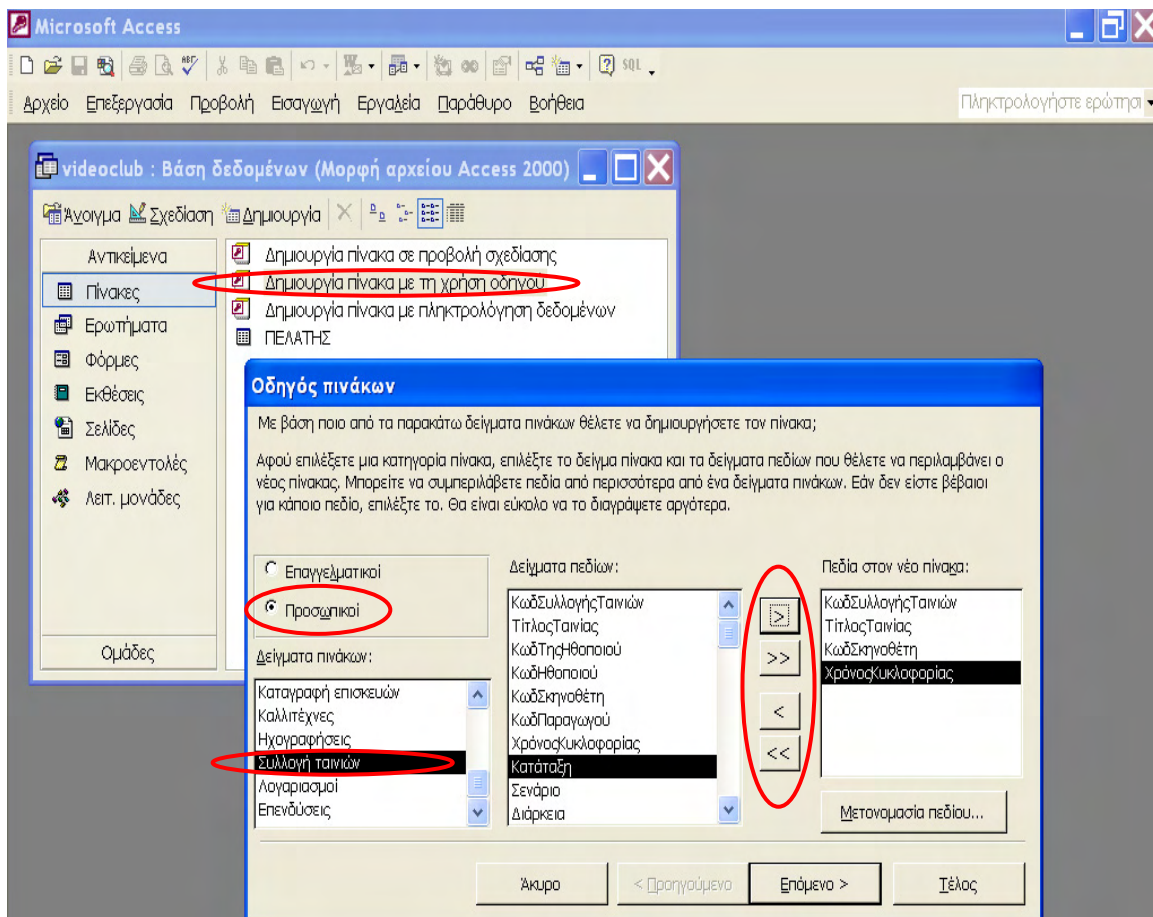 Microsoft Access
SQL
Αρχείο Επεξεργασία Προβολή Εισαγωγή Εργαλεία Παράθυρο Βοήθεια
Πληκτρολογήστε ερώτησι
videoclub : Βάση δεδομένων (Μορφή αρχείου Access 2000)
Άνοιγμα Σχεδίαση Δημιουργία
Αντικείμενα
Πίνακες
Ερωτήματα
Φόρμες
Εκθέσεις
Σελίδες
Μακροεντολές
Λειτ. μονάδες
Ομάδες
Δημιουργία πίνακα σε προβολή σχεδίασης
Δημιουργία πίνακα με τη χρήση οδηγού
Δημιουργία πίνακα με πληκτρολόγηση δεδομένων
ΠΕΛΑΤΗΣ
Οδηγός πινάκων
Με βάση ποιο από τα παρακάτω δείγματα πινάκων θέλετε να δημιουργήσετε τον πίνακα;
Αφού επιλέξετε μια κατηγορία πίνακα, επιλέξτε το δείγμα πίνακα και τα δείγματα πεδίων που θέλετε να περιλαμβάνει ο
νέος πίνακας. Μπορείτε να συμπεριλάβετε πεδία από περισσότερα από ένα δείγματα πινάκων. Εάν δεν είστε βέβαιοι
για κάποιο πεδίο, επιλέξτε το. Θα είναι εύκολο να το διαγράψετε αργότερα.
Επαγγελματικοί
Προσωπικοί
Δείγματα πινάκων:
Καταγραφή επισκευών
Καλλιτέχνες
Ηχογραφήσεις
Συλλογή ταινιών
Λογαριασμοί
Επενδύσεις
Δείγματα πεδίων:
ΚωδΣυλλογήςΤαινιών
ΤίτλοςΤαινίας
ΚωδΤηςΗθοποιού
ΚωδΗθοποιού
ΚωδΣκηνοθέτη
ΚωδΠαραγωγού
ΧρόνοςΚυκλοφορίας
Κατάταξη
Σενάριο
Διάρκεια
>
>>
<
<<
Πεδία στον νέο πίνακα:
ΚωδΣυλλογήςΤαινιών
ΤίτλοςΤαινίας
ΚωδΣκηνοθέτη
ΧρόνοςΚυκλοφορίας
Μετονομασία πεδίου...
Άκυρο
< Προηγούμενο
Επόμενο >
Τέλος